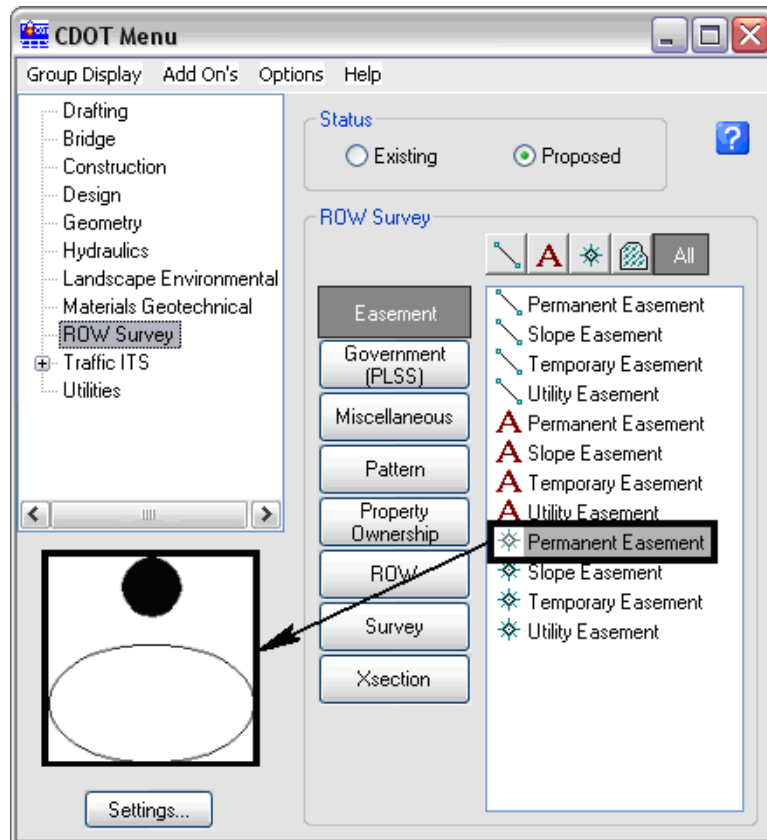 CDOT Menu
Group Display Add On's Options Help
Drafting
Bridge
Construction
Design
Geometry
Hydraulics
Landscape Environmental
Materials Geotechnical
ROW Survey
Traffic ITS
Utilities
Status
Existing
Proposed
?
ROW Survey
A
All
Easement
Government
(PLSS)
Miscellaneous
Pattern
Property
Ownership
ROW
Survey
Xsection
Permanent Easement
Slope Easement
Temporary Easement
Utility Easement
A Permanent Easement
A Slope Easement
A Temporary Easement
A Utility Easement
Permanent Easement
Slope Easement
Temporary Easement
Utility Easement
Settings...